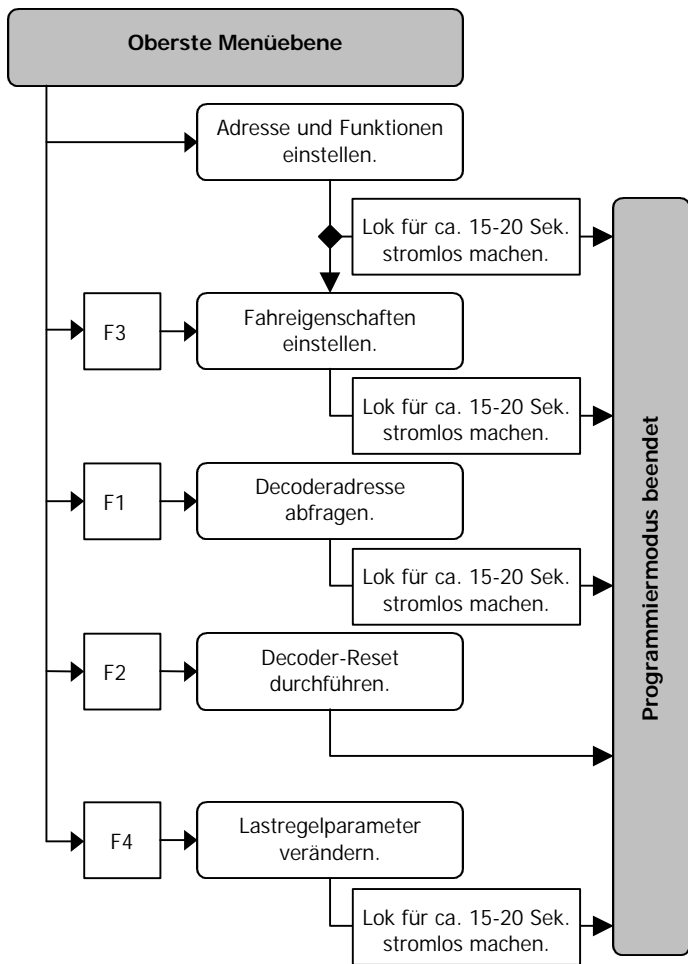 Oberste Menüebene
Adresse und Funktionen
einstellen.
Lok für ca. 15-20 Sek.
stromlos machen.
F3
Fahreigenschaften
einstellen.
Lok für ca. 15-20 Sek.
stromlos machen.
F1
Decoderadresse
abfragen.
Lok für ca. 15-20 Sek.
stromlos machen.
F2
Decoder-Reset
durchführen.
F4
Lastregelparameter
verändern.
Lok für ca. 15-20 Sek.
stromlos machen.
Programmiermodus beendet